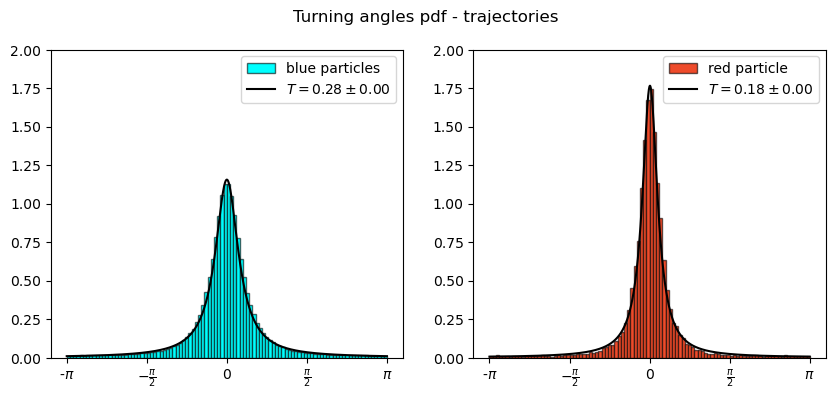 Turning angles pdf - trajectories
2.00
1.75
1.50
1.25
1.00
0.75
0.50
0.25
0.00
blue particles
T = 0.28 ± 0.00
-π
−π/2
0
π/2
π
2.00
1.75
1.50
1.25
1.00
0.75
0.50
0.25
0.00
red particle
T = 0.18 ± 0.00
-π
−π/2
0
π/2
π